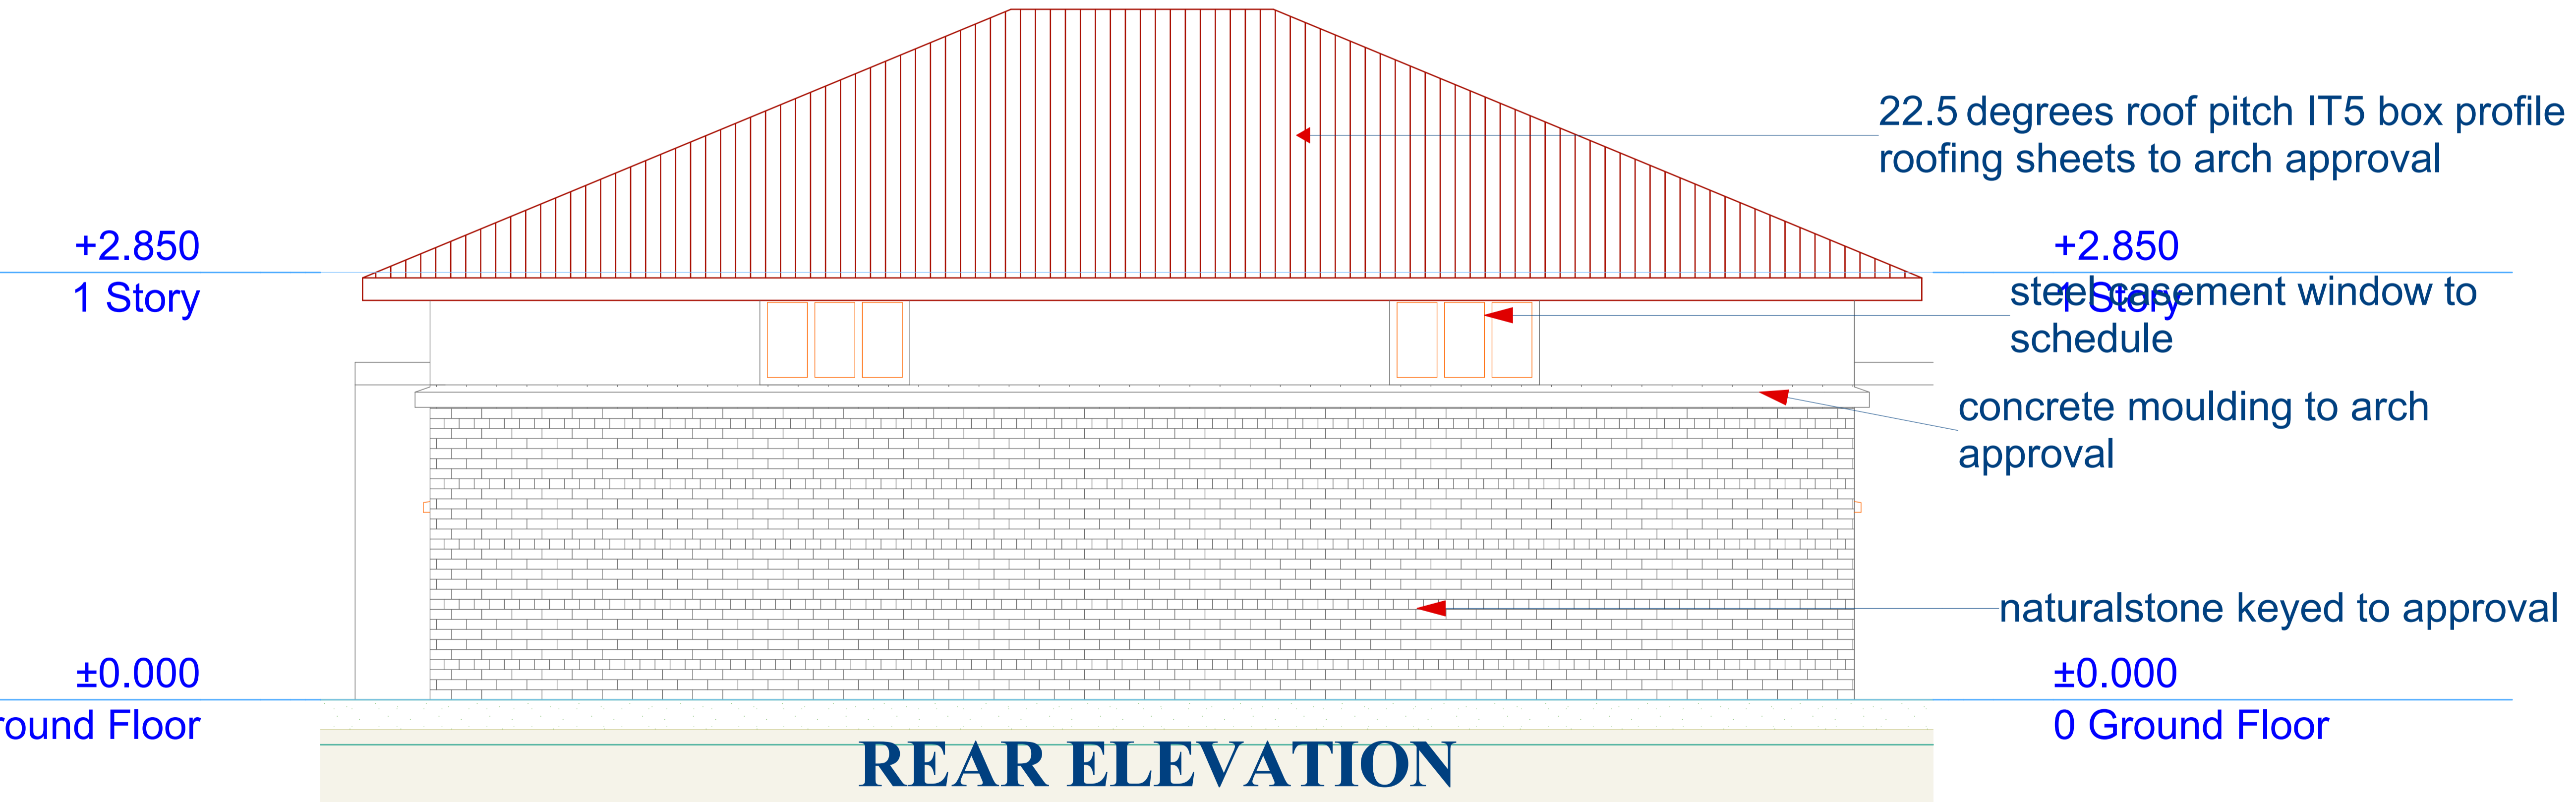 22.5 degrees roof pitch IT5 box profile
roofing sheets to arch approval
+2.850
1 Story
+2.850
1 Story
steel casement window to
schedule
concrete moulding to arch
approval
naturalstone keyed to approval
±0.000
round Floor
±0.000
0 Ground Floor
REAR ELEVATION